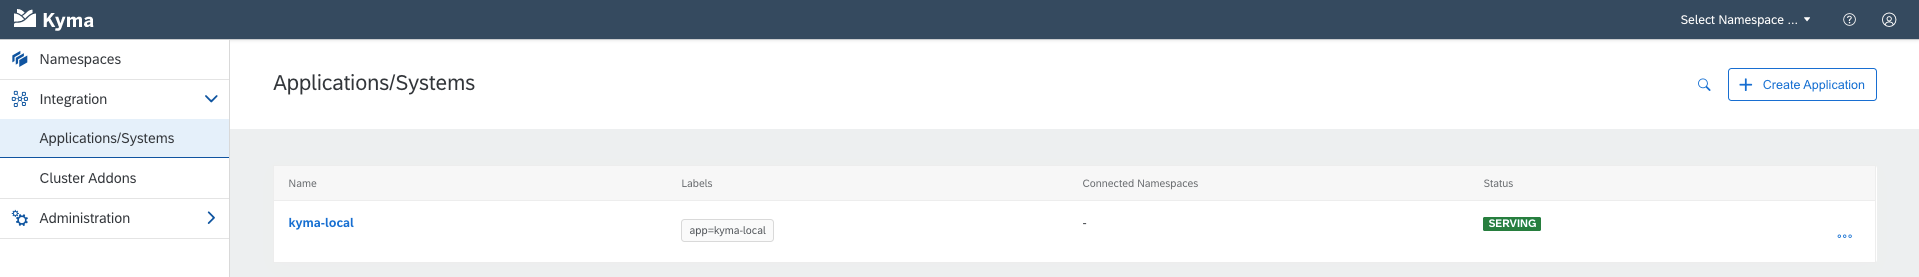 Kyma
Select Namespace ...
Namespaces
Integration
Applications/Systems
Cluster Addons
Administration
Applications/Systems
Create Application
Name Labels Connected Namespaces Status
kyma-local app=kyma-local - SERVING